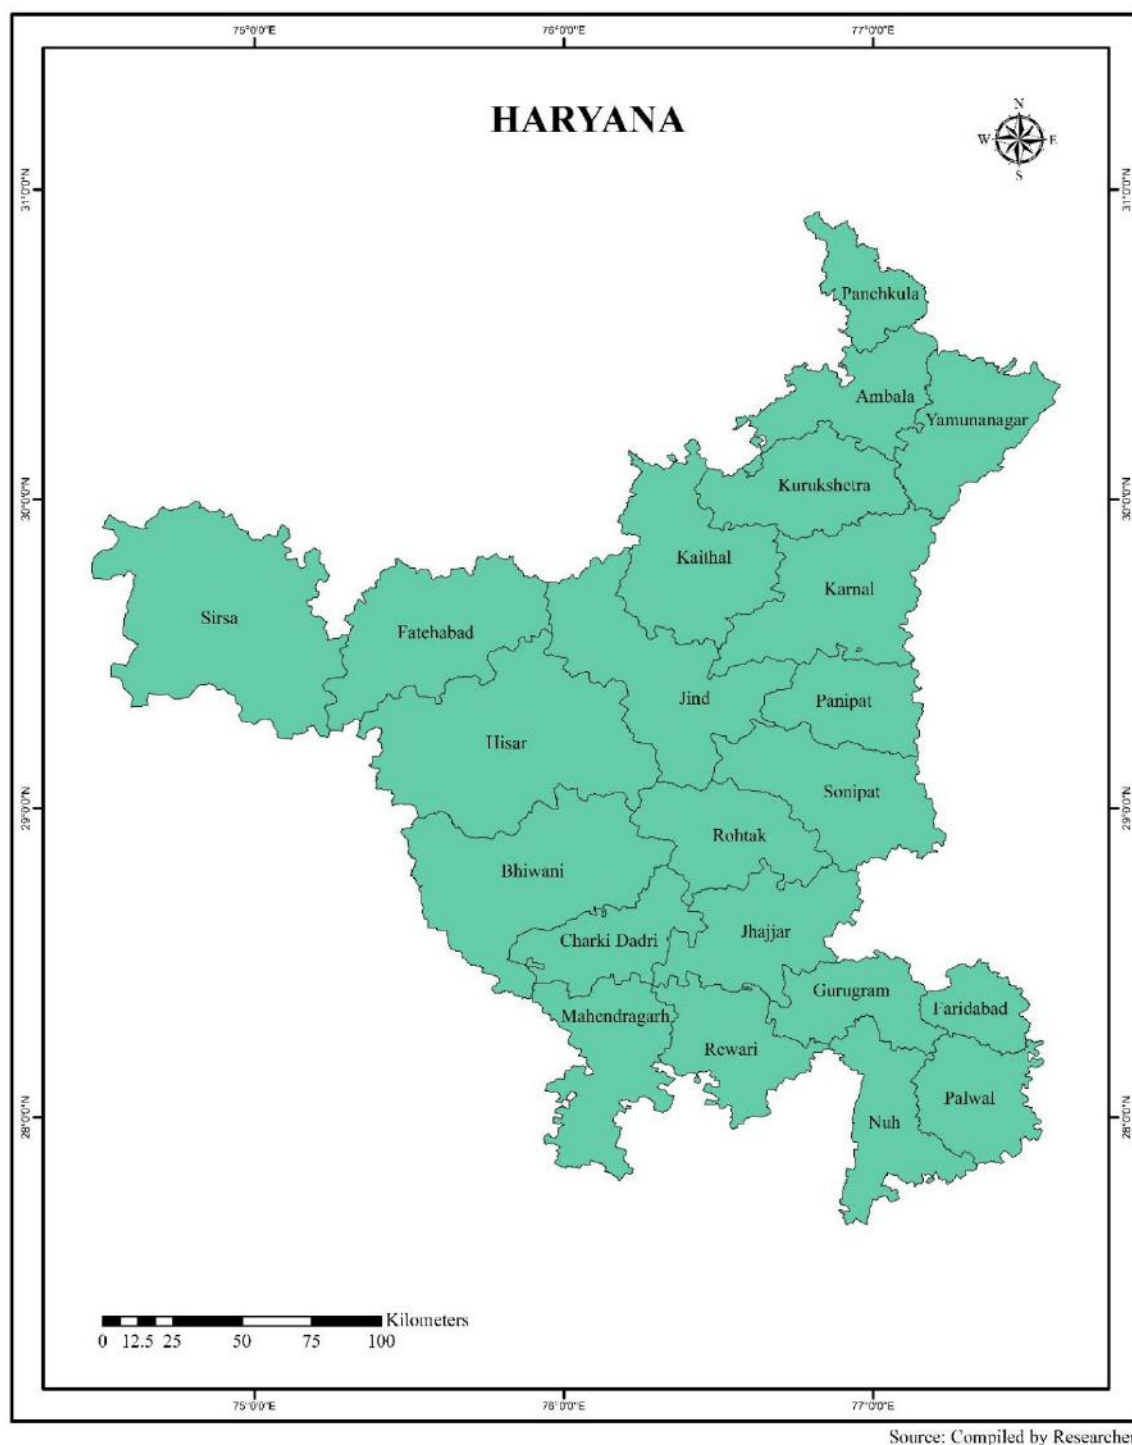 75°0'0"E 76°0'0"E 77°0'0"E
HARYANA
N
W E
S
31°0'0"N 31°0'0"N
Panchkula
Ambala
Yamunanagar
Kurukshetra
30°0'0"N 30°0'0"N
Kaithal
Karnal
Sirsa
Fatehabad
Jind
Panipat
Hisar
Sonipat
29°0'0"N 29°0'0"N
Rohtak
Bhiwani
Jhajjar
Charki Dadri
Gurugram
Faridabad
Mahendragarh
Rewari
Palwal
28°0'0"N 28°0'0"N
Nuh
Kilometers
0 12.5 25 50 75 100
75°0'0"E 76°0'0"E 77°0'0"E
Source: Compiled by Researcher